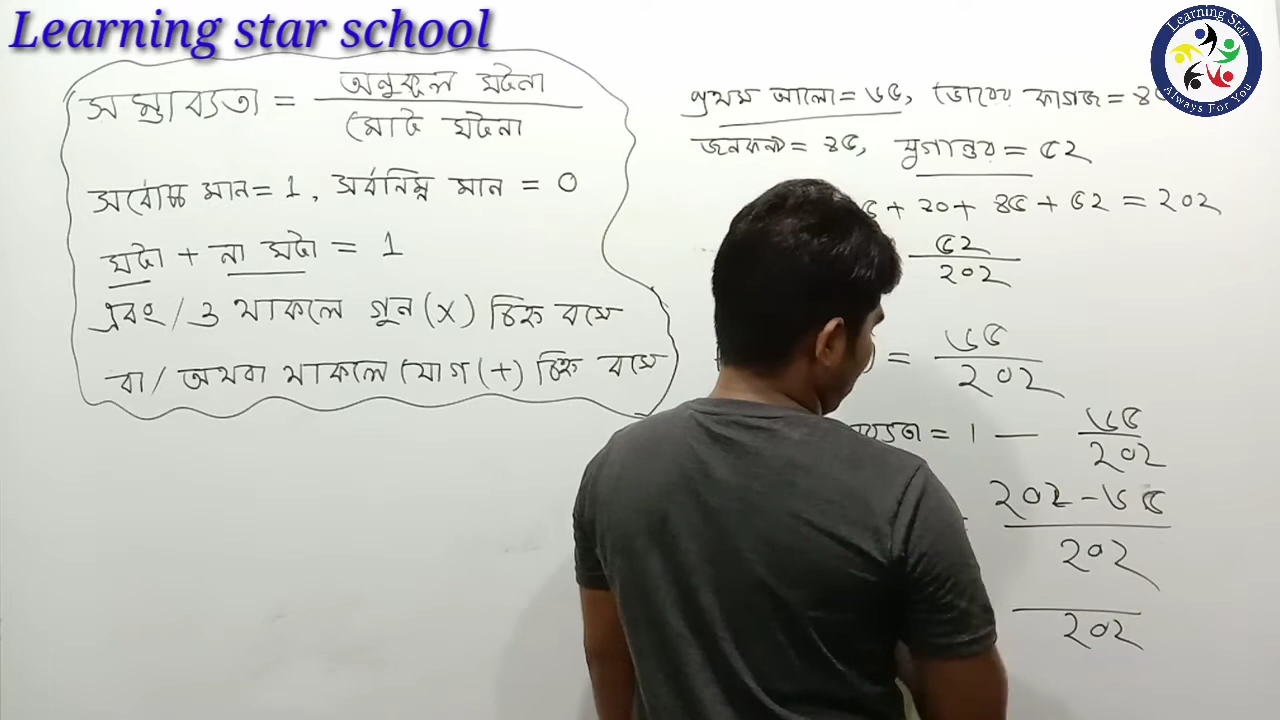 Learning star school
Learning Star
Always For You
সম্ভাব্যতা = অনুকূল ঘটনা
মোট ঘটনা
সর্বোচ্চ মান = 1, সর্বনিম্ন মান = 0
ঘটা + না ঘটা = 1
এবং / ও থাকলে গুন (×) চিহ্ন বসে
বা / অথবা থাকলে যোগ (+) চিহ্ন বসে
প্রথম আলো = ৬৫, ভোরের কাগজ =
জনকন্ঠ = ৪৫, যুগান্তর = ৫২
+ ৪৫ + ৫২ = ২০২
৫২
২০২
= ৬৫
২০২
= 1 — ৬৫
২০২
২০২ - ৬৫
২০২
২০২